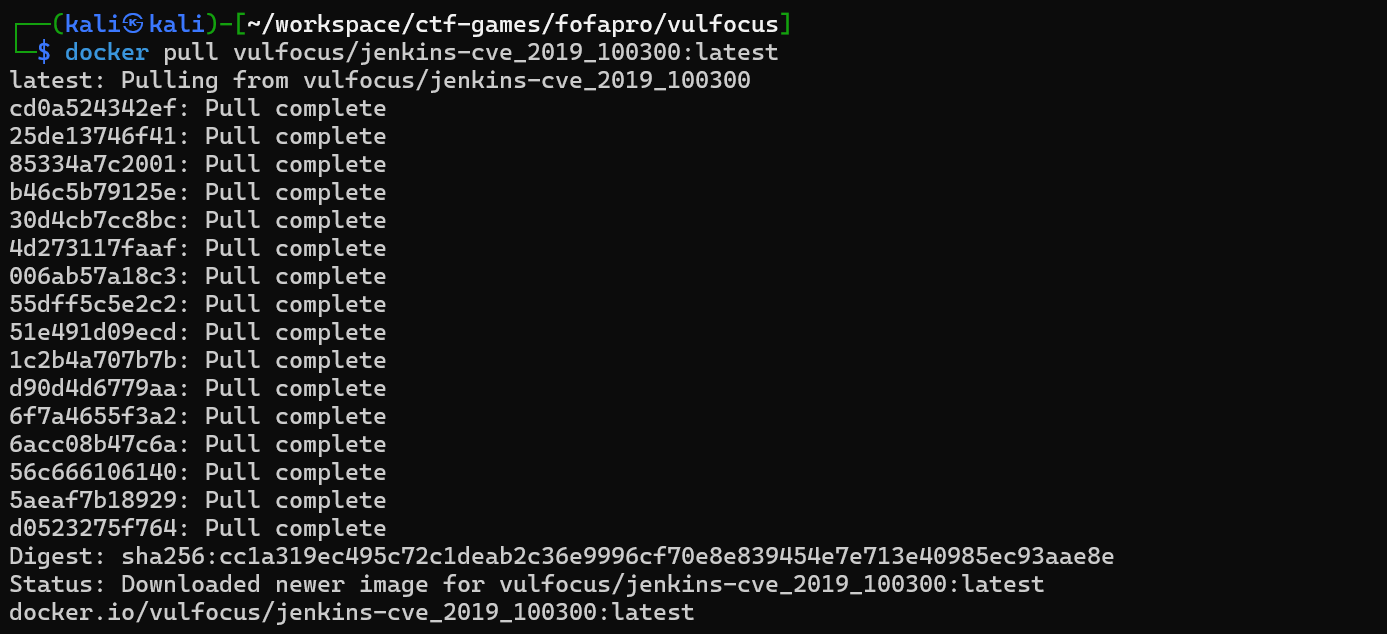 ┌──(kali㉿kali)-[~/workspace/ctf-games/fofapro/vulfocus]
└─$ docker pull vulfocus/jenkins-cve_2019_100300:latest
latest: Pulling from vulfocus/jenkins-cve_2019_100300
cd0a524342ef: Pull complete
25de13746f41: Pull complete
85334a7c2001: Pull complete
b46c5b79125e: Pull complete
30d4cb7cc8bc: Pull complete
4d273117faaf: Pull complete
006ab57a18c3: Pull complete
55dff5c5e2c2: Pull complete
51e491d09ecd: Pull complete
1c2b4a707b7b: Pull complete
d90d4d6779aa: Pull complete
6f7a4655f3a2: Pull complete
6acc08b47c6a: Pull complete
56c666106140: Pull complete
5aeaf7b18929: Pull complete
d0523275f764: Pull complete
Digest: sha256:cc1a319ec495c72c1deab2c36e9996cf70e8e839454e7e713e40985ec93aae8e
Status: Downloaded newer image for vulfocus/jenkins-cve_2019_100300:latest
docker.io/vulfocus/jenkins-cve_2019_100300:latest